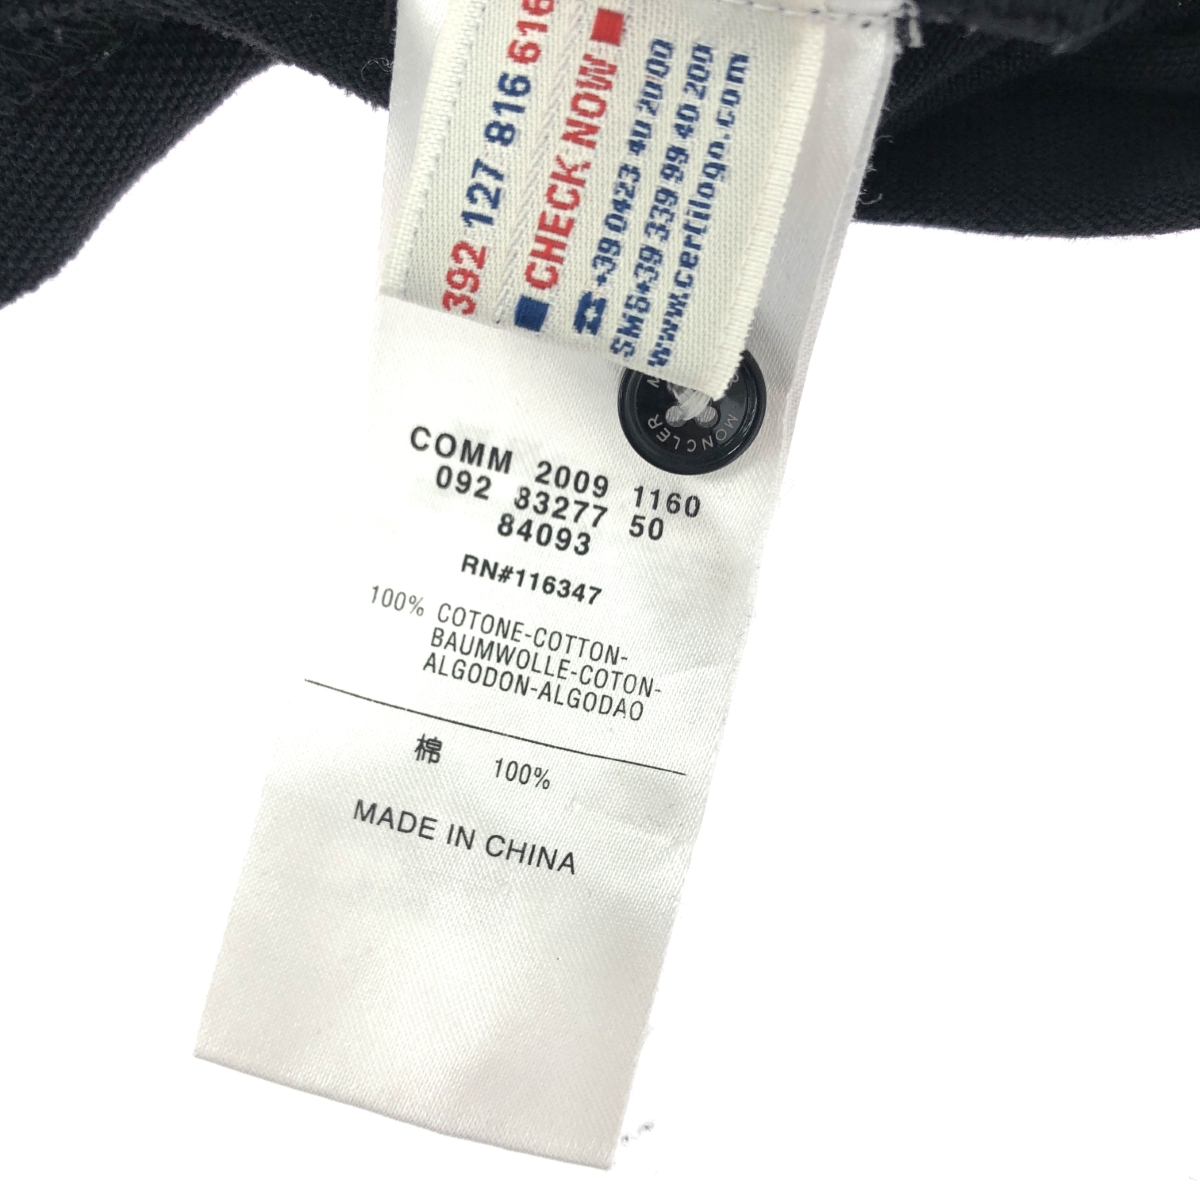 392 127 816 616
CHECK NOW
+39 0423 40 20 00
SMS+39 339 99 40 200
www.certilogo.com
MONCLER
COMM 2009 1160
092 83277 50
84093
RN#116347
100% COTONE-COTTON-
BAUMWOLLE-COTON-
ALGODON-ALGODAO
棉 100%
MADE IN CHINA